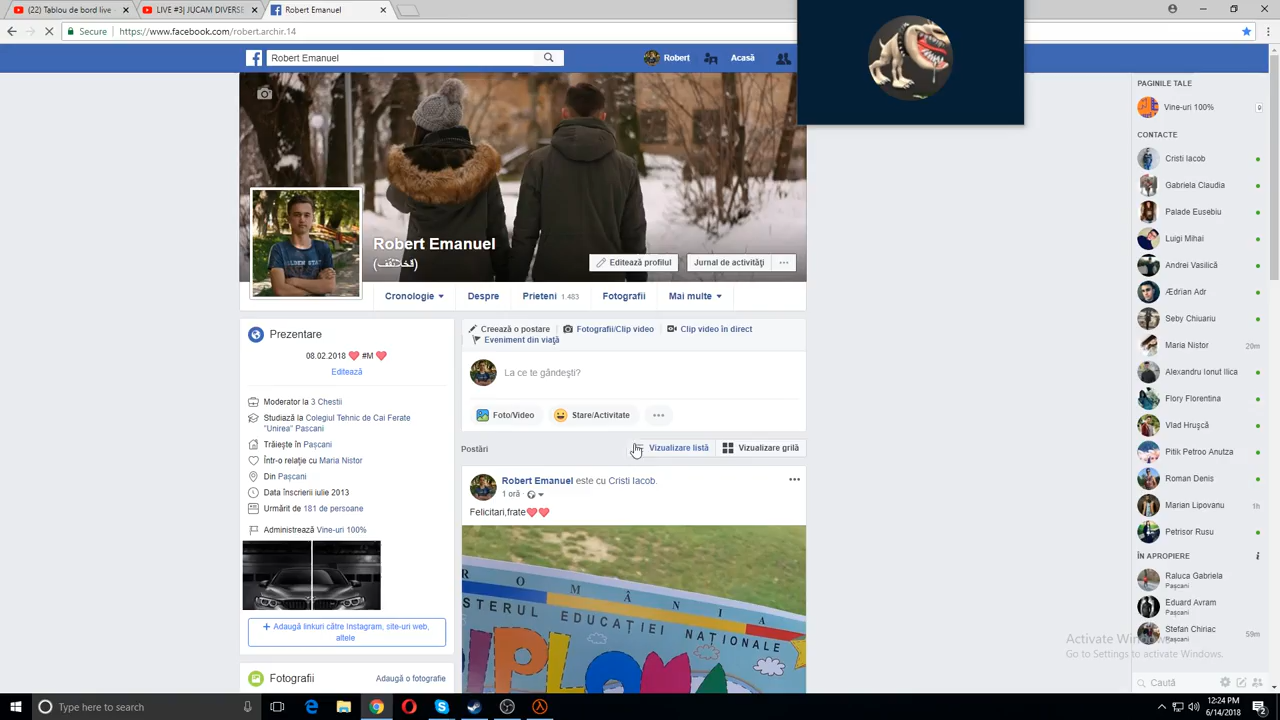 (22) Tablou de bord live -
LIVE #3| JUCAM DIVERSE
Robert Emanuel
Secure
https://www.facebook.com/robert.archir.14
Robert Emanuel
Robert
Acasă
Robert Emanuel
Editează profilul
Jurnal de activităţi
Cronologie
Despre
Prieteni 1 483
Fotografii
Mai multe
Prezentare
08.02.2018 ❤ #M ❤
Editează
Moderator la 3 Chestii
Studiază la Colegiul Tehnic de Cai Ferate
"Unirea" Pașcani
Trăiește în Pașcani
Într-o relație cu Maria Nistor
Din Pașcani
Data înscrierii iulie 2013
Urmărit de 181 de persoane
Administrează Vine-uri 100%
+ Adaugă linkuri către Instagram, site-uri web,
altele
Fotografii
Adaugă o fotografie
Creează o postare
Fotografii/Clip video
Clip video în direct
Eveniment din viaţă
La ce te gândeşti?
Foto/Video
Stare/Activitate
Postări
Vizualizare listă
Vizualizare grilă
Robert Emanuel este cu Cristi Iacob.
1 oră
Felicitari,frate❤❤
ROMÂNI
STERUL EDUCAȚIEI NAȚIONALE
IPLOM
PAGINILE TALE
Vine-uri 100%
0
CONTACTE
Cristi Iacob
Gabriela Claudia
Palade Eusebiu
Luigi Mihai
Andrei Vasilică
Ædrian Adr
Seby Chiuariu
Maria Nistor 20m
Alexandru Ionut Ilica
Flory Florentina
Vlad Hruşcă
Pitik Petroo Anutza
Roman Denis
Marian Lipovanu 1h
Petrisor Rusu
ÎN APROPIERE
Raluca Gabriela
Pașcani
Eduard Avram
Pașcani
Stefan Chiriac
Pașcani
59m
Activate Windows
Go to Settings to activate Windows.
Caută
Type here to search
12:24 PM
6/14/2018
2